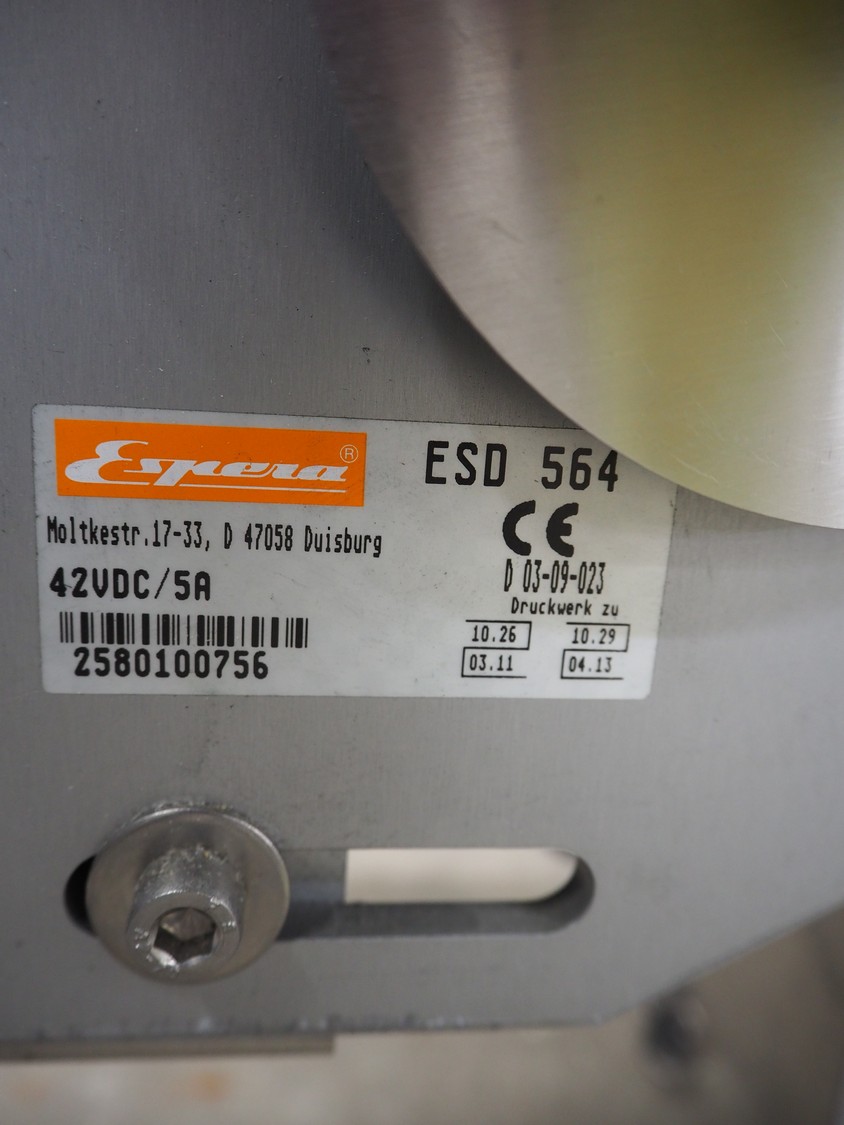 Espera®
ESD 564
Moltkestr.17-33, D 47058 Duisburg
CE
42VDC/5A
D 03-09-023
Druckwerk zu
10.26 10.29
03.11 04.13
2580100756